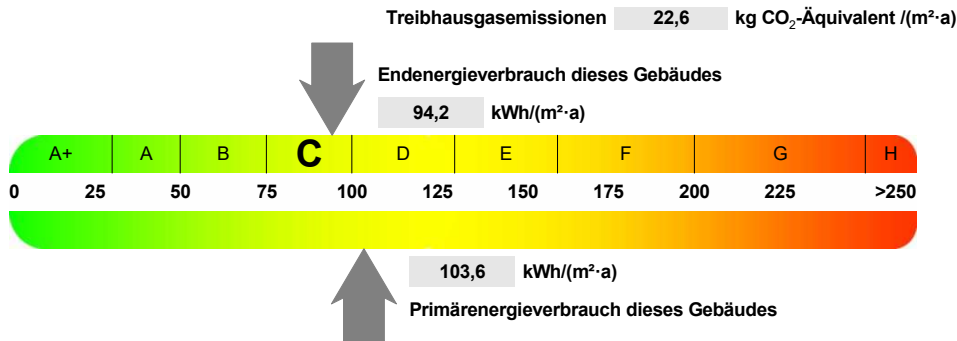 Treibhausgasemissionen 22,6 kg CO₂-Äquivalent /(m²·a)
Endenergieverbrauch dieses Gebäudes
94,2 kWh/(m²·a)
A+ A B C D E F G H
0 25 50 75 100 125 150 175 200 225 >250
103,6 kWh/(m²·a)
Primärenergieverbrauch dieses Gebäudes